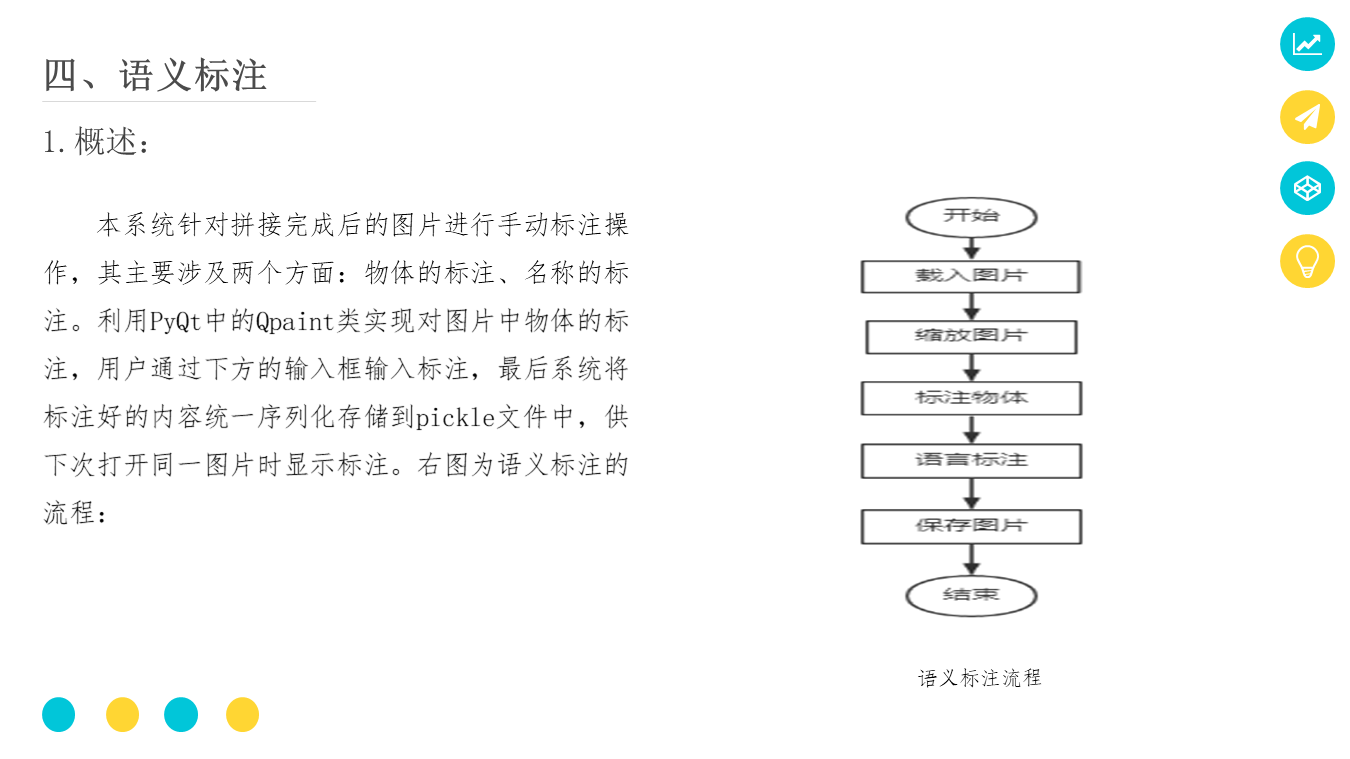 四、语义标注
1.概述：
本系统针对拼接完成后的图片进行手动标注操
作，其主要涉及两个方面：物体的标注、名称的标
注。利用PyQt中的Qpaint类实现对图片中物体的标
注，用户通过下方的输入框输入标注，最后系统将
标注好的内容统一序列化存储到pickle文件中，供
下次打开同一图片时显示标注。右图为语义标注的
流程：
开始
载入图片
缩放图片
标注物体
语言标注
保存图片
结束
语义标注流程